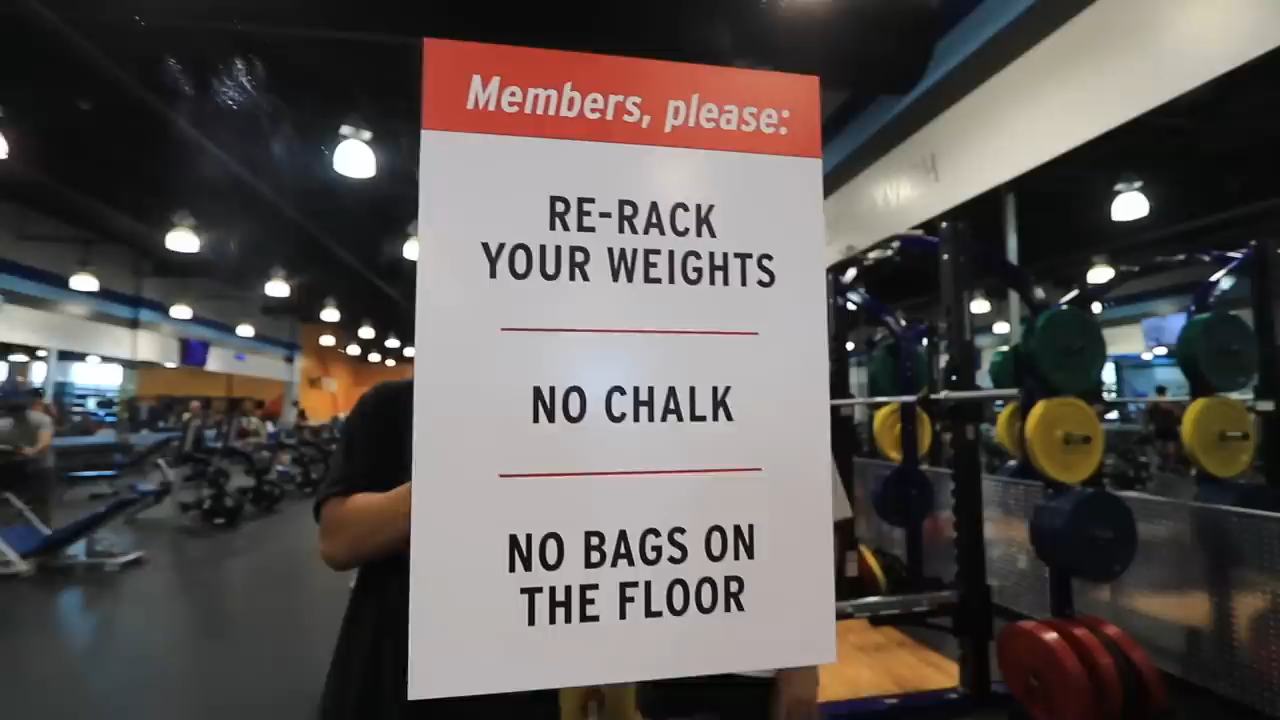 Members, please:
RE-RACK
YOUR WEIGHTS
NO CHALK
NO BAGS ON
THE FLOOR